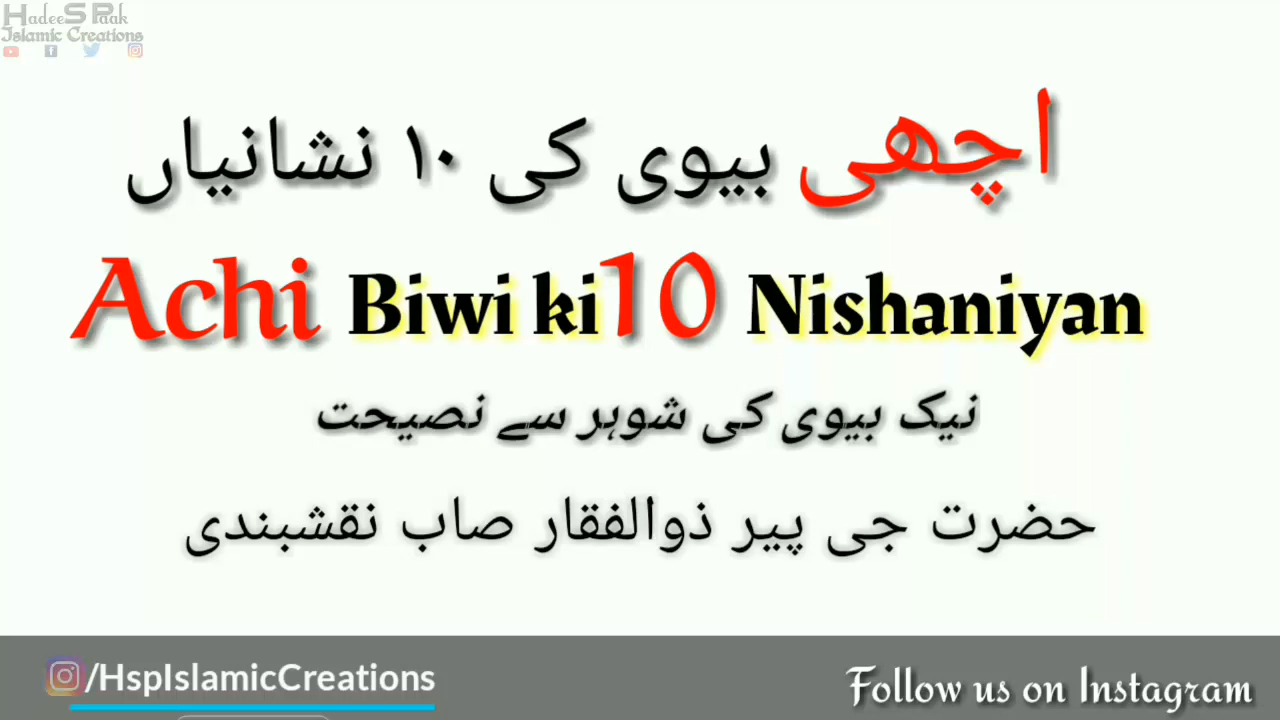 HadeeS Paak
Islamic Creations
اچھی بیوی کی ۱۰ نشانیاں
Achi Biwi ki 10 Nishaniyan
نیک بیوی کی شوہر سے نصیحت
حضرت جی پیر ذوالفقار صاب نقشبندی
/HspIslamicCreations
Follow us on Instagram